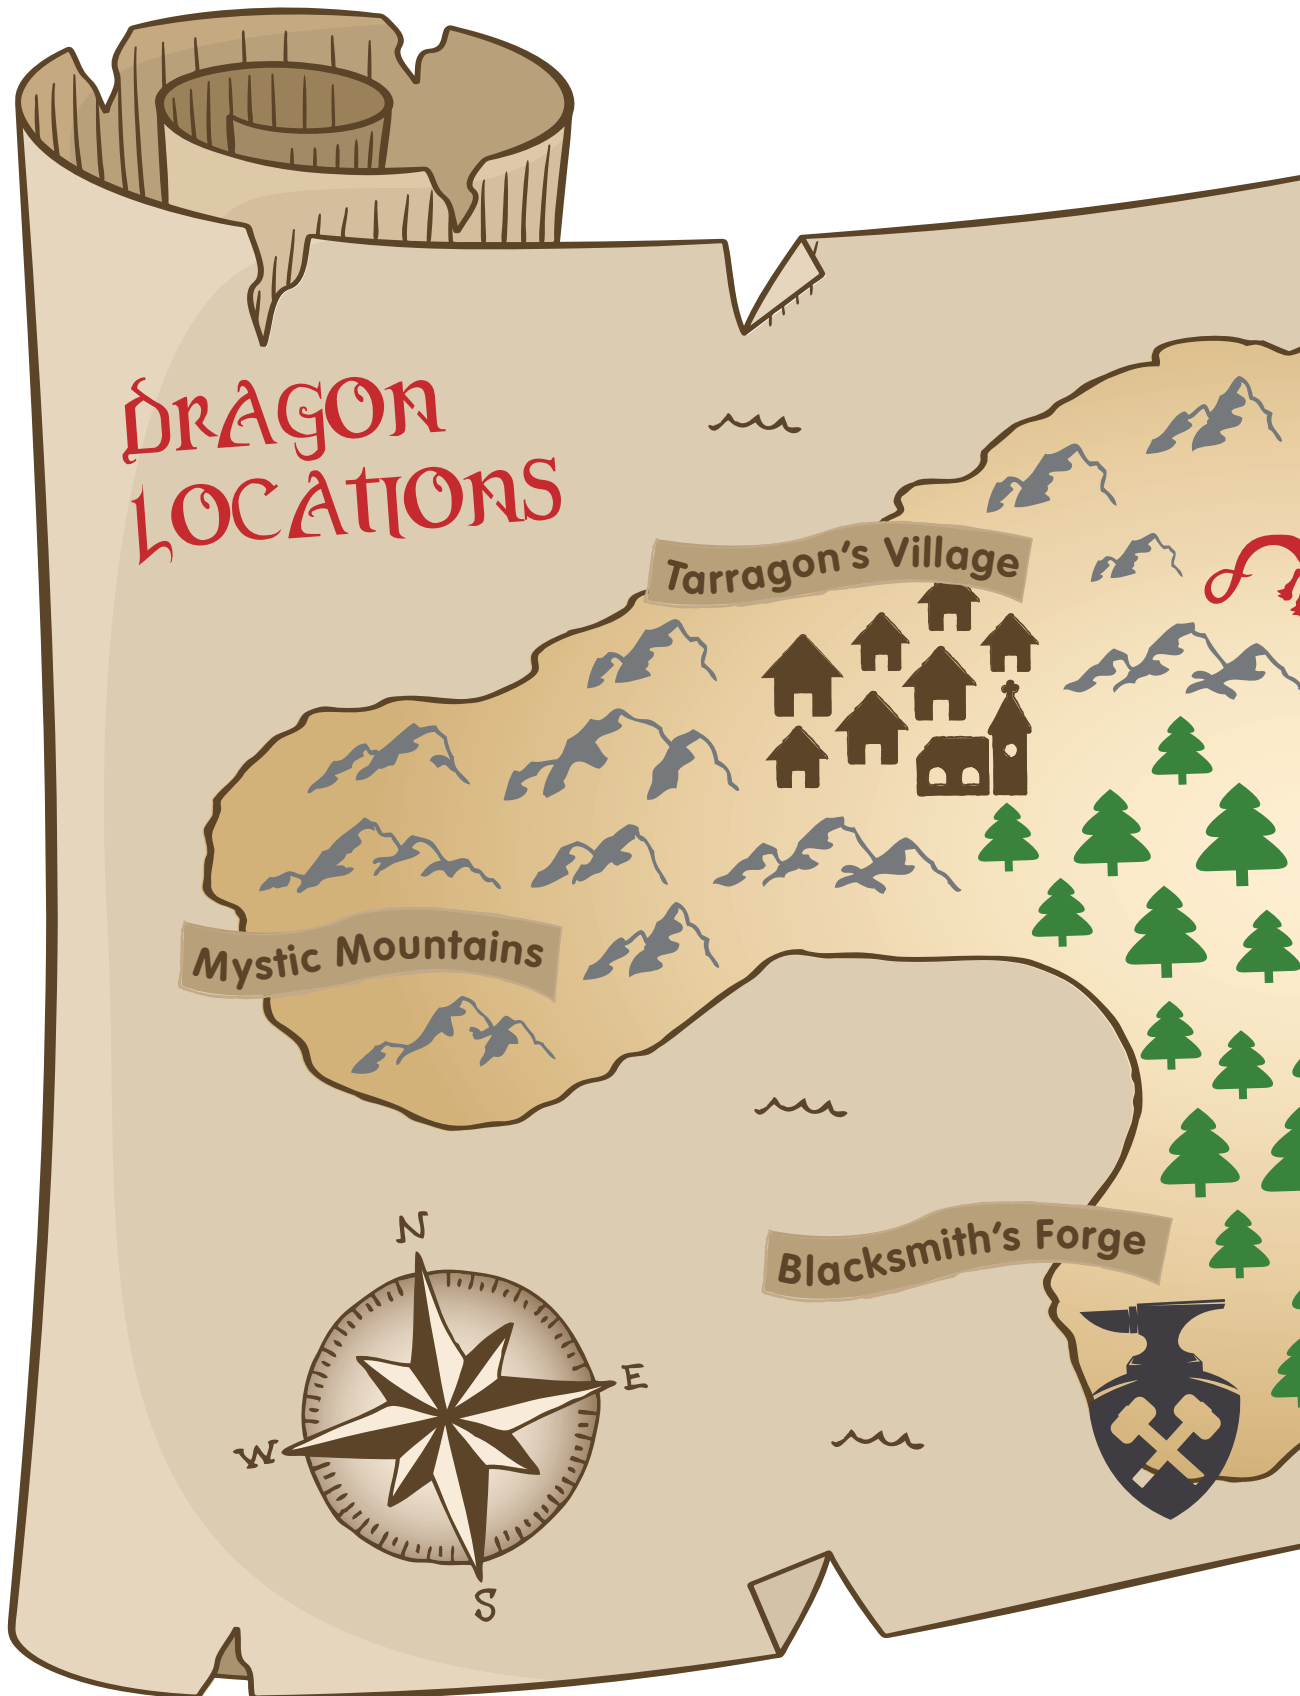 DRAGON
LOCATIONS
Tarragon's Village
Mystic Mountains
Blacksmith's Forge
N
E
W
S